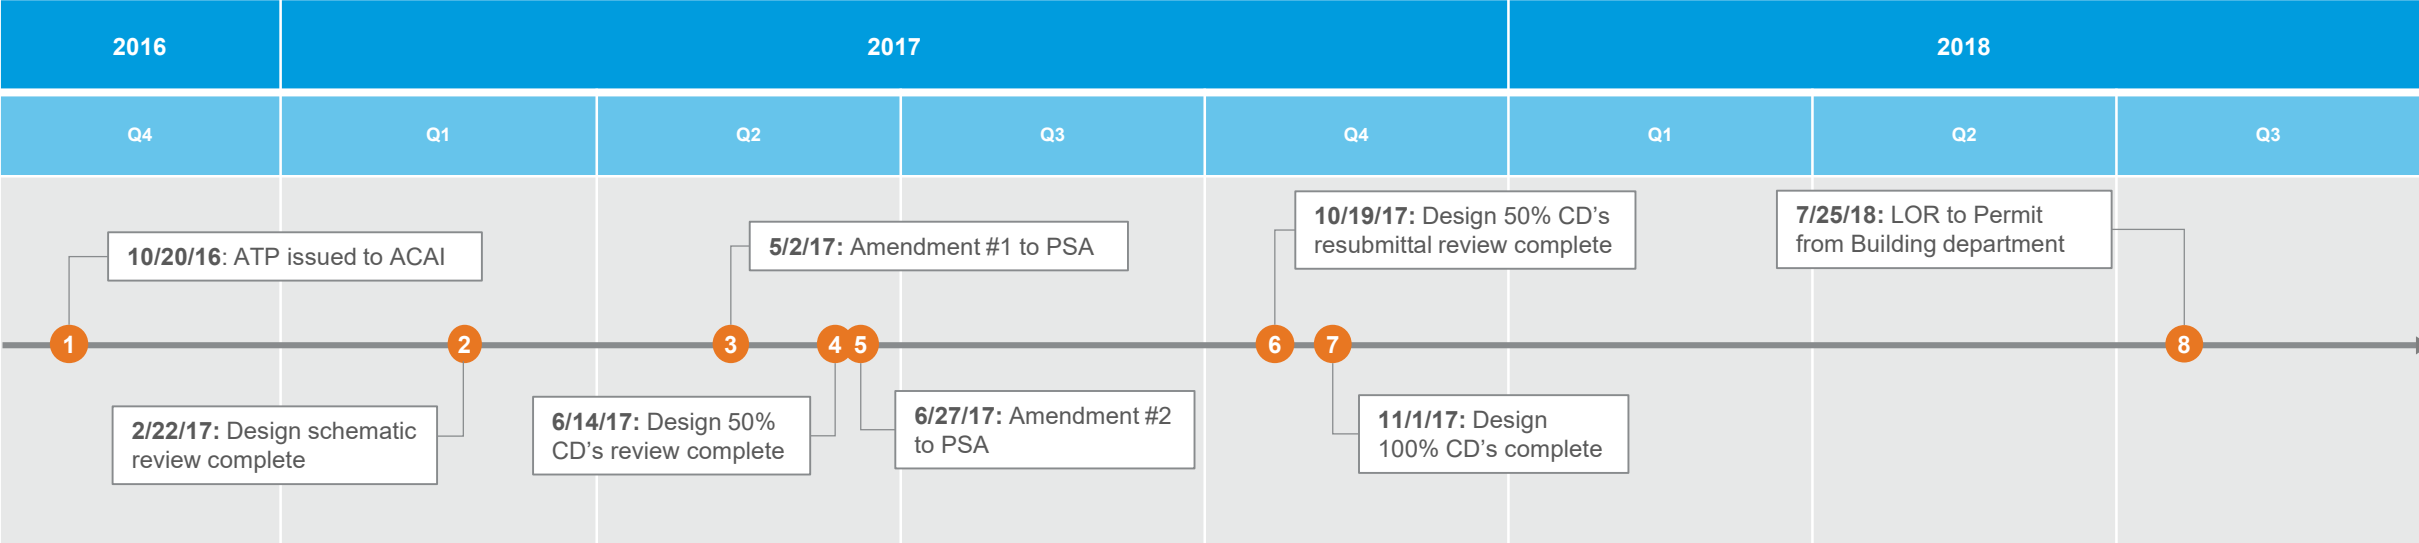 2016
2017
2018
Q4
Q1
Q2
Q3
Q4
Q1
Q2
Q3
10/20/16: ATP issued to ACAI
5/2/17: Amendment #1 to PSA
10/19/17: Design 50% CD’s
resubmittal review complete
7/25/18: LOR to Permit
from Building department
1
2
3
4
5
6
7
8
2/22/17: Design schematic
review complete
6/14/17: Design 50%
CD’s review complete
6/27/17: Amendment #2
to PSA
11/1/17: Design
100% CD’s complete